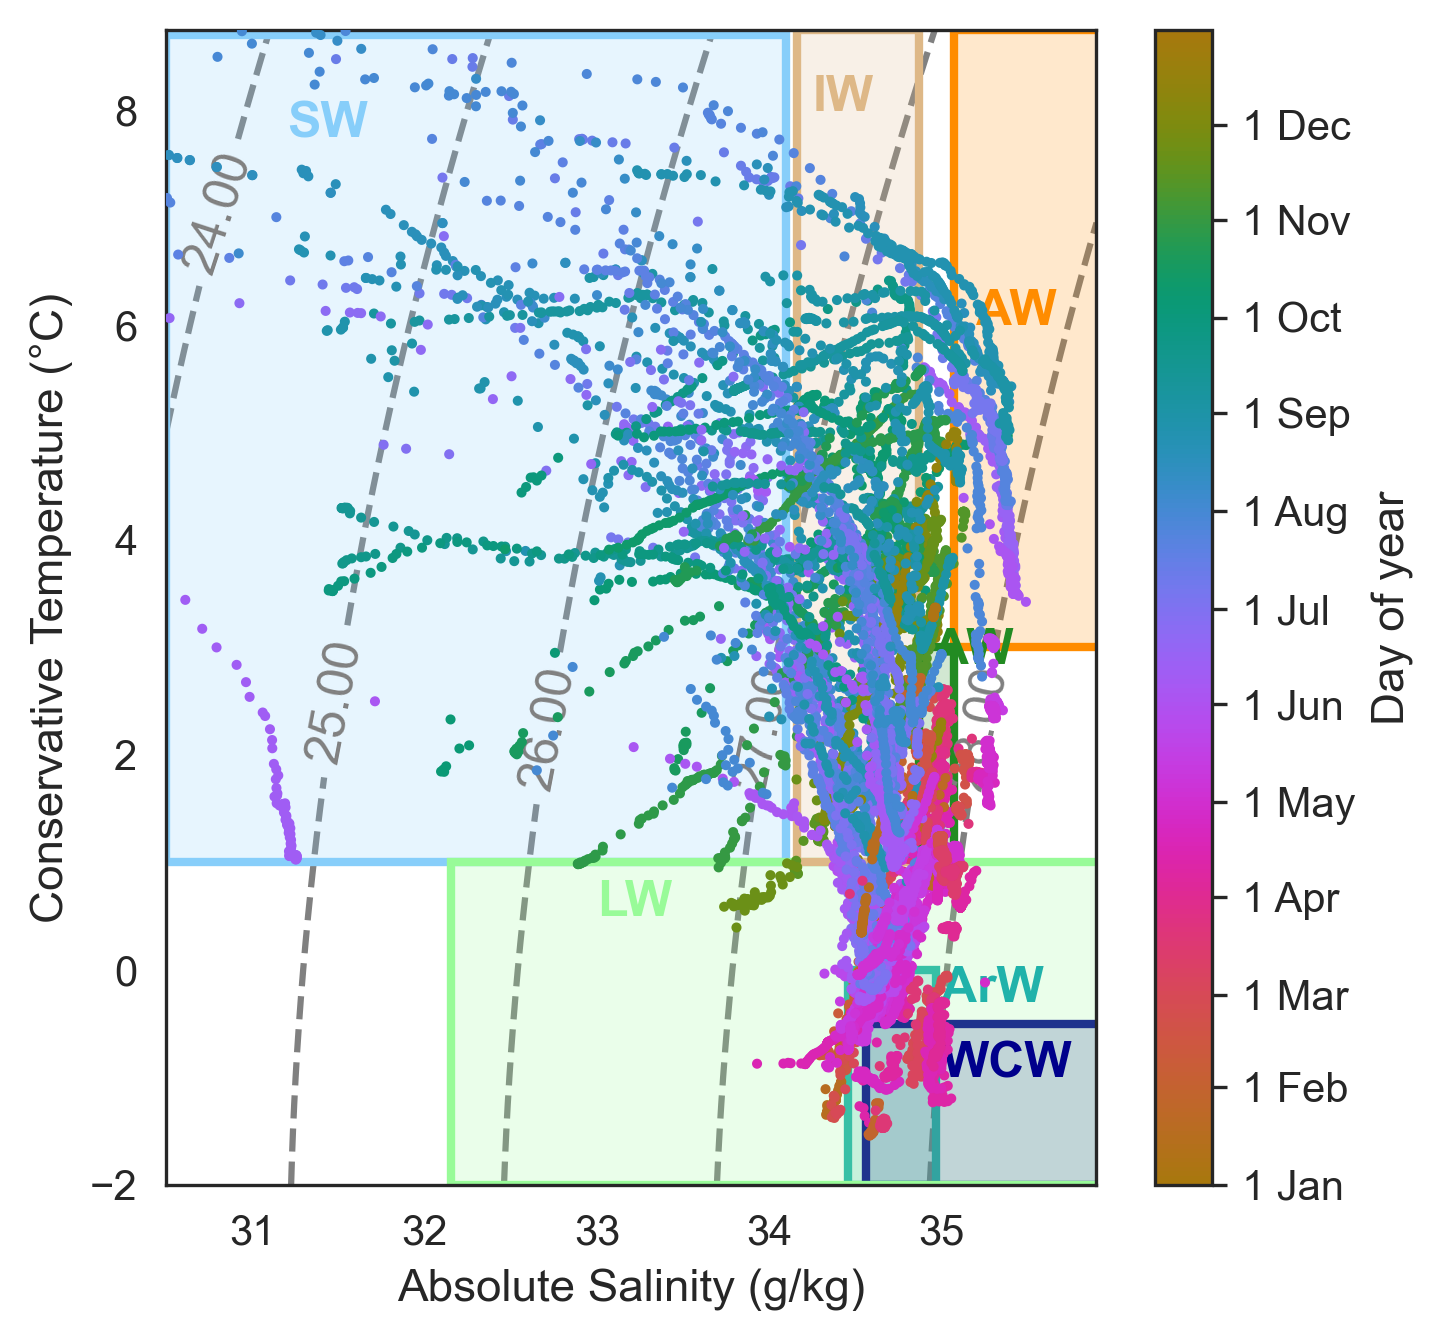 SW
IW
AW
24.00
25.00
26.00
27.00
AW
LW
ArW
WCW
8
6
4
2
0
−2
31
32
33
34
35
Absolute Salinity (g/kg)
Conservative Temperature (°C)
1 Dec
1 Nov
1 Oct
1 Sep
1 Aug
1 Jul
1 Jun
1 May
1 Apr
1 Mar
1 Feb
1 Jan
Day of year